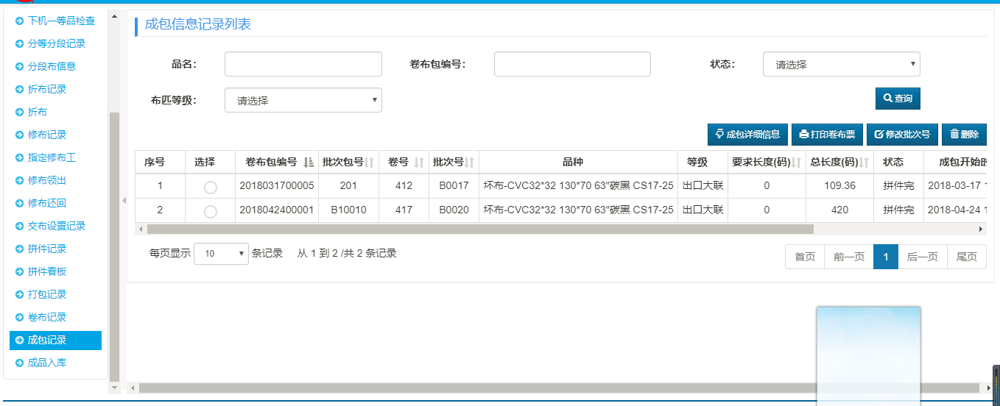 下机一等品检查
分等分段记录
分段布信息
折布记录
折布
修布记录
指定修布工
修布领出
修布还回
交布设置记录
拼件记录
拼件看板
打包记录
卷布记录
成包记录
成品入库
成包信息记录列表
品名： 卷布包编号： 状态： 请选择
布匹等级： 请选择 查询
成包详细信息 打印卷布票 修改批次号 删除
序号 选择 卷布包编号 批次包号 卷号 批次号 品种 等级 要求长度(码) 总长度(码) 状态 成包开始时
1 2018031700005 201 412 B0017 坏布-CVC32*32 130*70 63"碳黑 CS17-25 出口大联 0 109.36 拼件完 2018-03-17 1
2 2018042400001 B10010 417 B0020 坏布-CVC32*32 130*70 63"碳黑 CS17-25 出口大联 0 420 拼件完 2018-04-24 1
每页显示 10 条记录 从 1 到 2 /共 2 条记录
首页 前一页 1 后一页 尾页